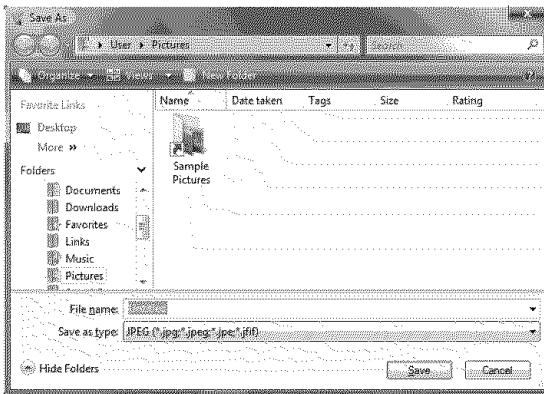 Save As
User ▸ Pictures
Search
Organize Views New Folder
Favorite Links
Desktop
More »
Folders
Documents
Downloads
Favorites
Links
Music
Pictures
Name Date taken Tags Size Rating
Sample
Pictures
File name:
Save as type: JPEG (*.jpg;*.jpeg;*.jpe;*.jfif)
Hide Folders
Save Cancel